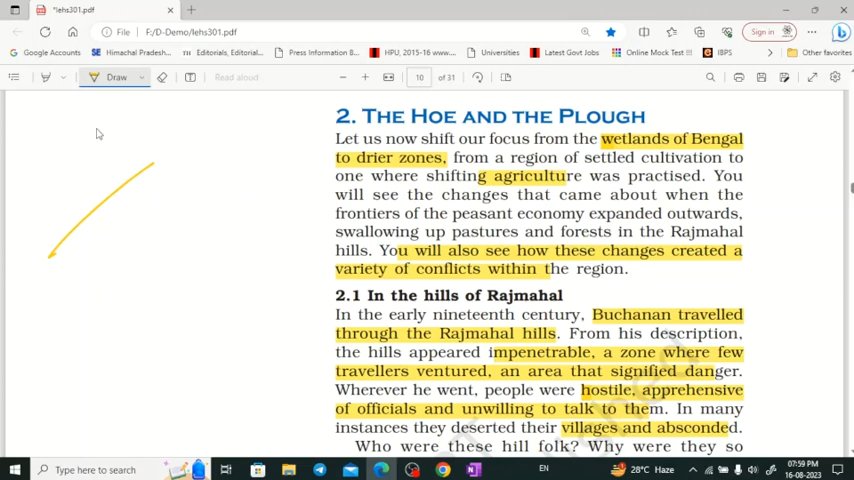 *lehs301.pdf
File
F:/D-Demo/lehs301.pdf
Sign in
Google Accounts
Himachal Pradesh...
Editorials, Editorial...
Press Information B...
HPU, 2015-16 www....
Universities
Latest Govt Jobs
Online Mock Test !!!
IBPS
Other favorites
Draw
Read aloud
10 of 31
2. THE HOE AND THE PLOUGH
Let us now shift our focus from the wetlands of Bengal
to drier zones, from a region of settled cultivation to
one where shifting agriculture was practised. You
will see the changes that came about when the
frontiers of the peasant economy expanded outwards,
swallowing up pastures and forests in the Rajmahal
hills. You will also see how these changes created a
variety of conflicts within the region.
2.1 In the hills of Rajmahal
In the early nineteenth century, Buchanan travelled
through the Rajmahal hills. From his description,
the hills appeared impenetrable, a zone where few
travellers ventured, an area that signified danger.
Wherever he went, people were hostile, apprehensive
of officials and unwilling to talk to them. In many
instances they deserted their villages and absconded.
Who were these hill folk? Why were they so
Type here to search
EN
28°C Haze
07:59 PM
16-08-2023